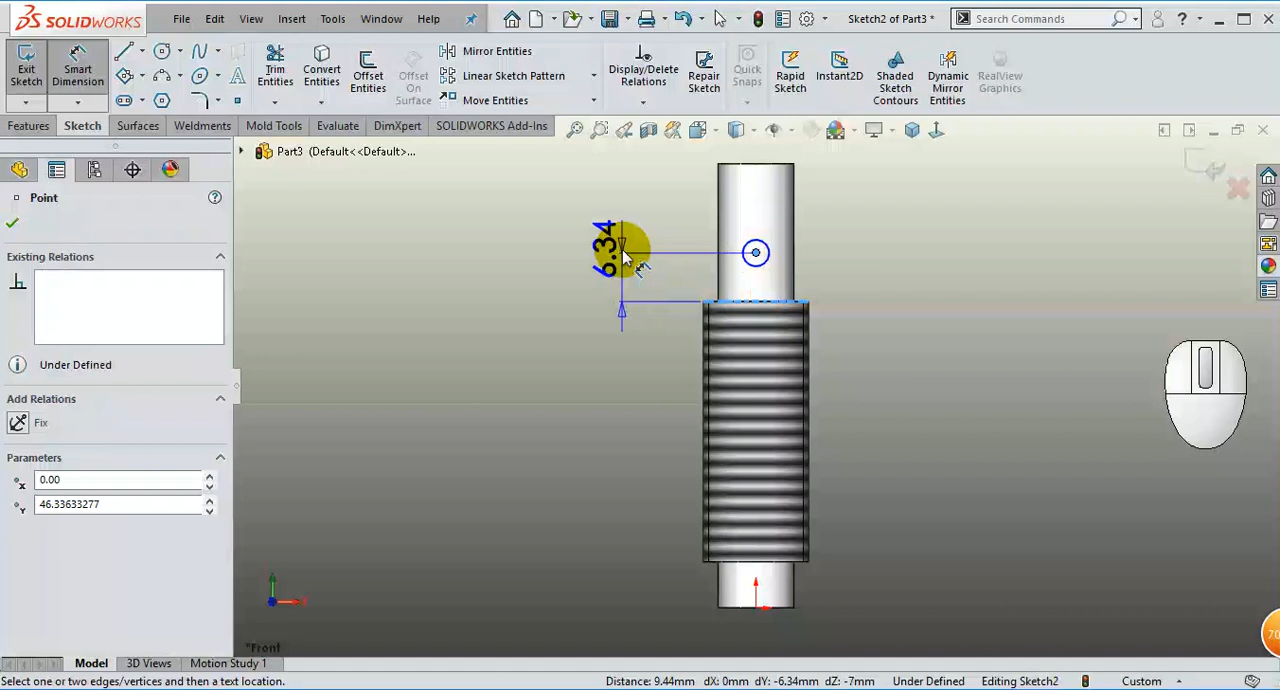 SOLIDWORKS
File Edit View Insert Tools Window Help
Sketch2 of Part3 *
Search Commands
Exit Sketch
Smart Dimension
Trim Entities
Convert Entities
Offset Entities
Offset On Surface
Mirror Entities
Linear Sketch Pattern
Move Entities
Display/Delete Relations
Repair Sketch
Quick Snaps
Rapid Sketch
Instant2D
Shaded Sketch Contours
Dynamic Mirror Entities
RealView Graphics
Features Sketch Surfaces Weldments Mold Tools Evaluate DimXpert SOLIDWORKS Add-Ins
Part3 (Default<<Default>...
Point
Existing Relations
Under Defined
Add Relations
Fix
Parameters
x 0.00
y 46.33633277
6.34
*Front
70
Model 3D Views Motion Study 1
Select one or two edges/vertices and then a text location.
Distance: 9.44mm dX: 0mm dY: -6.34mm dZ: -7mm Under Defined Editing Sketch2 Custom